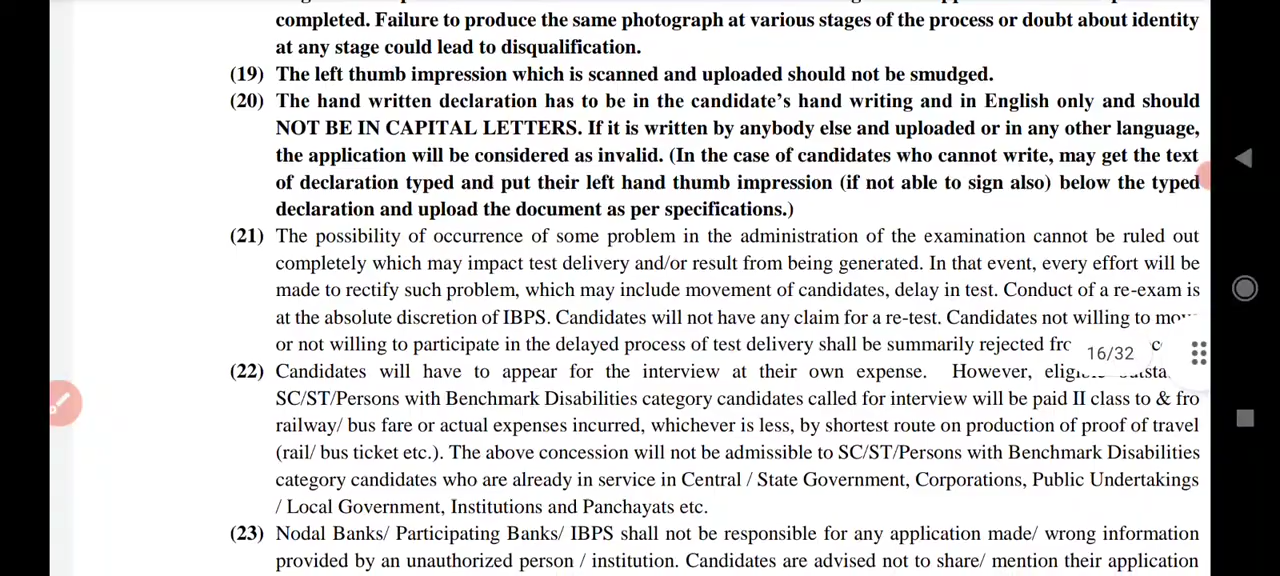 completed. Failure to produce the same photograph at various stages of the process or doubt about identity
at any stage could lead to disqualification.
(19) The left thumb impression which is scanned and uploaded should not be smudged.
(20) The hand written declaration has to be in the candidate's hand writing and in English only and should
NOT BE IN CAPITAL LETTERS. If it is written by anybody else and uploaded or in any other language,
the application will be considered as invalid. (In the case of candidates who cannot write, may get the text
of declaration typed and put their left hand thumb impression (if not able to sign also) below the typed
declaration and upload the document as per specifications.)
(21) The possibility of occurrence of some problem in the administration of the examination cannot be ruled out
completely which may impact test delivery and/or result from being generated. In that event, every effort will be
made to rectify such problem, which may include movement of candidates, delay in test. Conduct of a re-exam is
at the absolute discretion of IBPS. Candidates will not have any claim for a re-test. Candidates not willing to
or not willing to participate in the delayed process of test delivery shall be summarily rejected
16/32
(22) Candidates will have to appear for the interview at their own expense. However,
SC/ST/Persons with Benchmark Disabilities category candidates called for interview will be paid II class to & fro
railway/ bus fare or actual expenses incurred, whichever is less, by shortest route on production of proof of travel
(rail/ bus ticket etc.). The above concession will not be admissible to SC/ST/Persons with Benchmark Disabilities
category candidates who are already in service in Central / State Government, Corporations, Public Undertakings
/ Local Government, Institutions and Panchayats etc.
(23) Nodal Banks/ Participating Banks/ IBPS shall not be responsible for any application made/ wrong information
provided by an unauthorized person / institution. Candidates are advised not to share/ mention their application